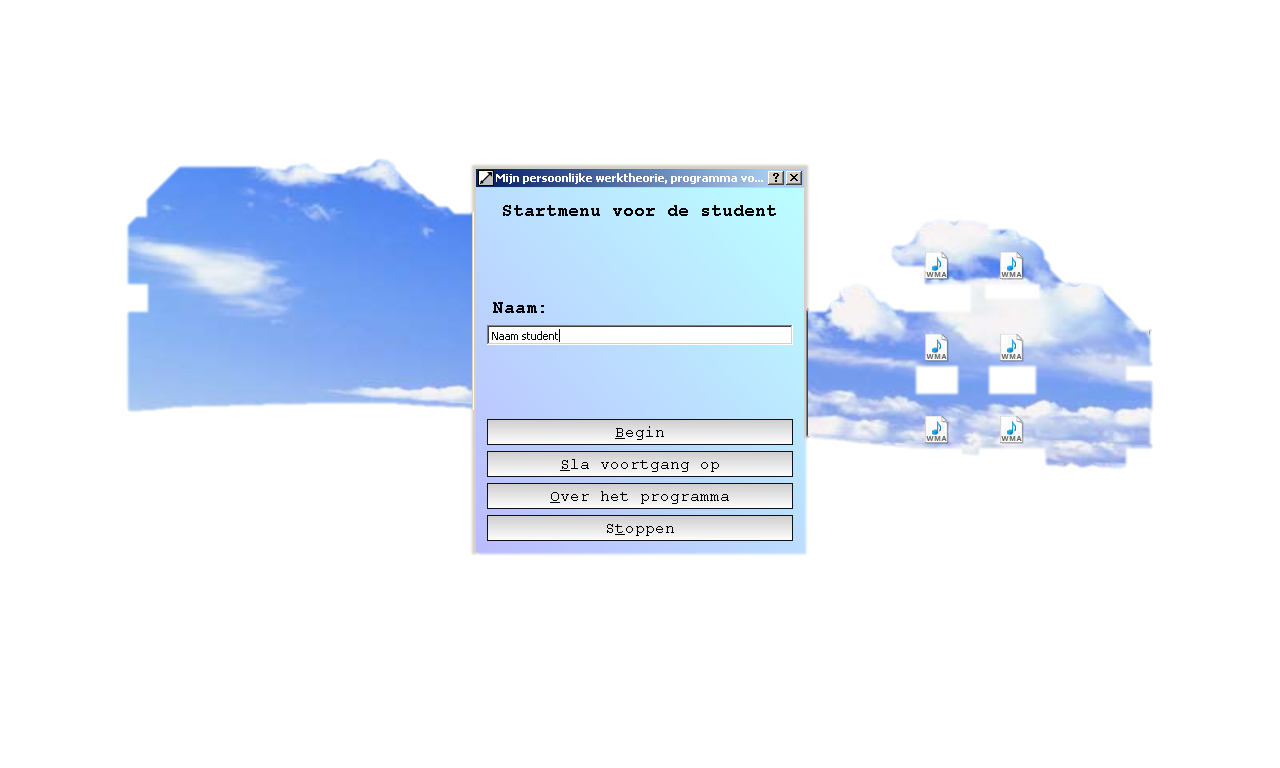 Mijn persoonlijke werktheorie, programma vo...
Startmenu voor de student
Naam:
Naam student
Begin
Sla voortgang op
Over het programma
Stoppen
WMA WMA
WMA WMA
WMA WMA